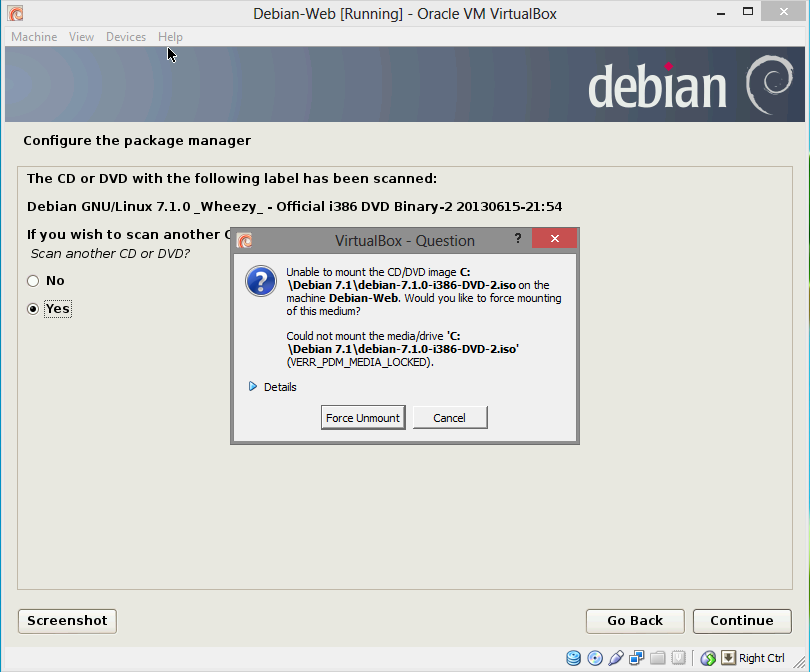 Debian-Web [Running] - Oracle VM VirtualBox
Machine View Devices Help
debian
Configure the package manager
The CD or DVD with the following label has been scanned:
Debian GNU/Linux 7.1.0 _Wheezy_ - Official i386 DVD Binary-2 20130615-21:54
If you wish to scan another C
Scan another CD or DVD?
No
Yes
VirtualBox - Question ?
Unable to mount the CD/DVD image C:
\Debian 7.1\debian-7.1.0-i386-DVD-2.iso on the
machine Debian-Web. Would you like to force mounting
of this medium?
Could not mount the media/drive 'C:
\Debian 7.1\debian-7.1.0-i386-DVD-2.iso'
(VERR_PDM_MEDIA_LOCKED).
Details
Force Unmount Cancel
Screenshot Go Back Continue
Right Ctrl